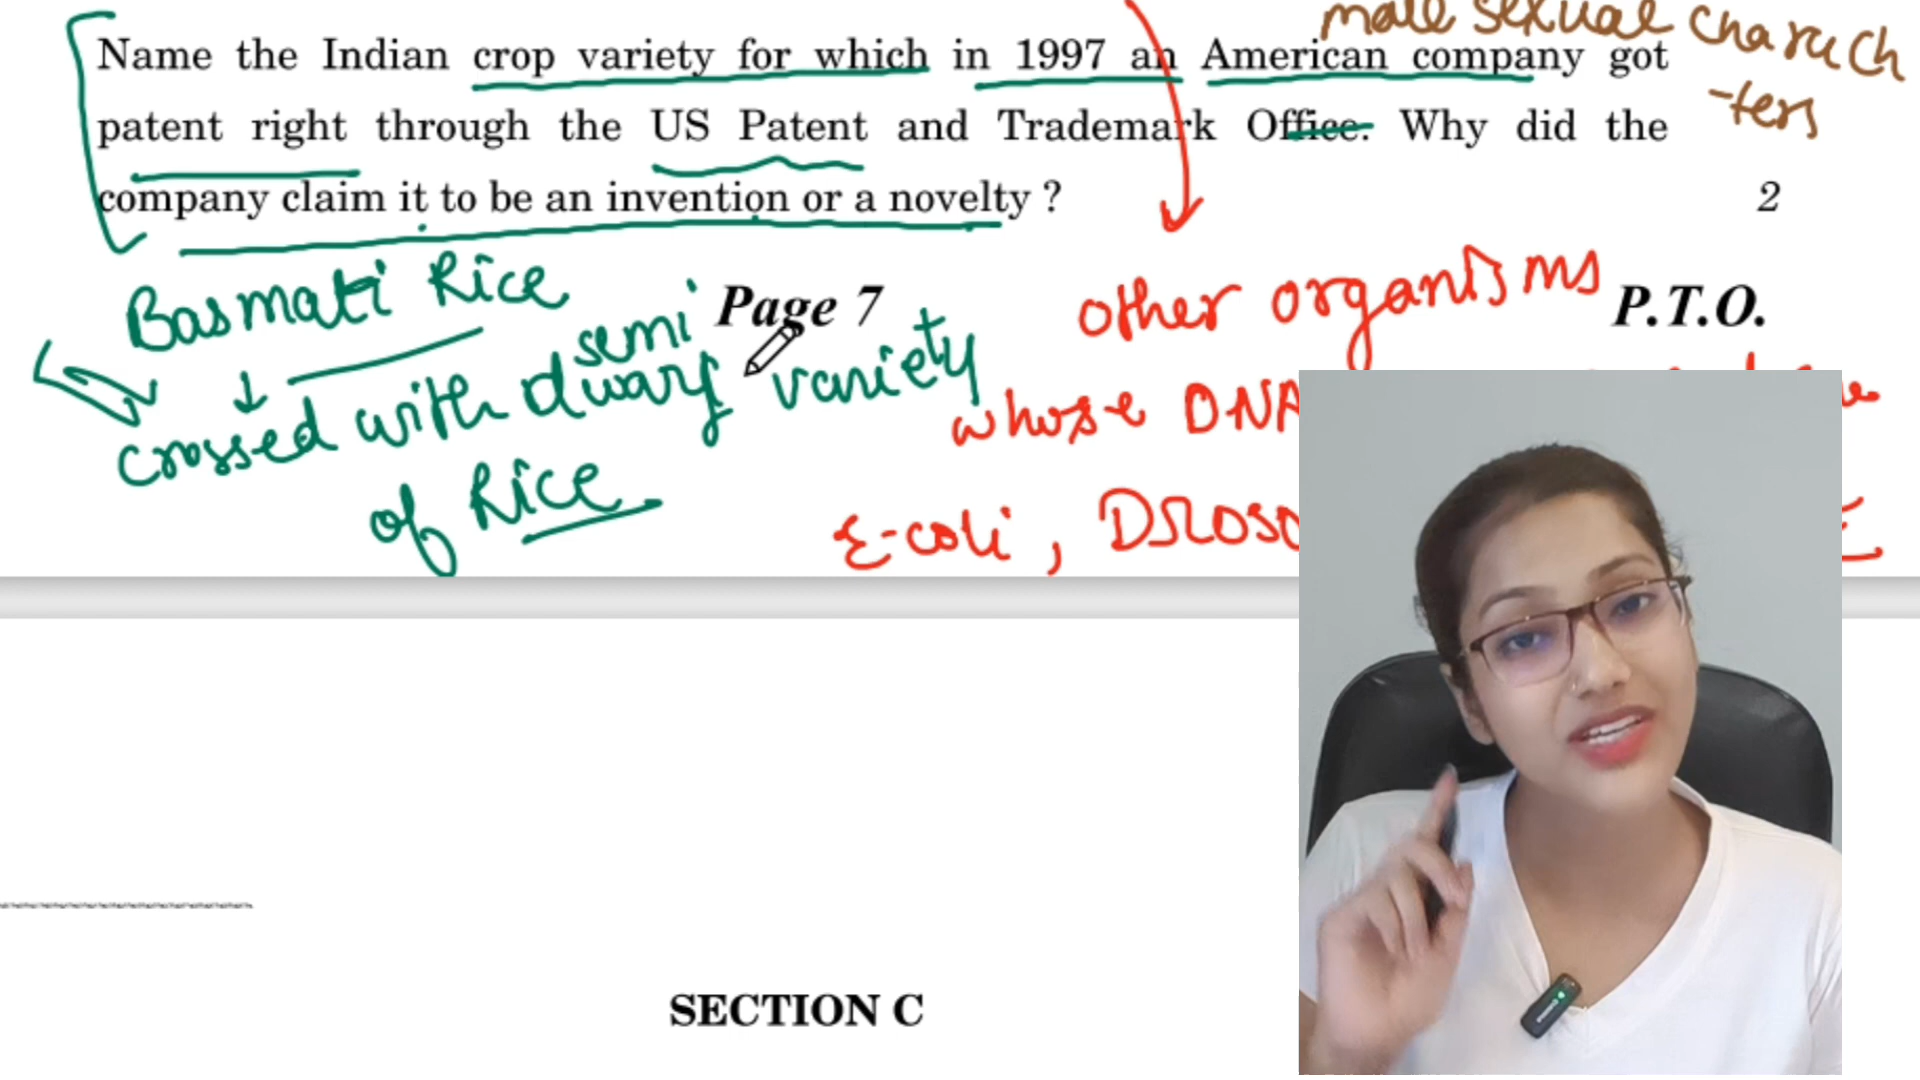 male sexual charach
-ters
Name the Indian crop variety for which in 1997 an American company got
patent right through the US Patent and Trademark Office. Why did the
company claim it to be an invention or a novelty ?
2
Basmati Rice
crossed with semi dwarf variety
of Rice
Page 7
P.T.O.
other organisms
whose DNA
E-coli, Droso
SECTION C